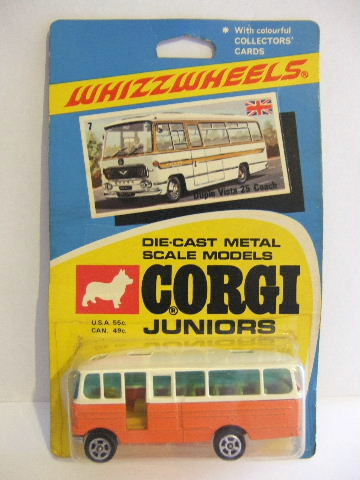 • With colourful
COLLECTORS'
CARDS
WHIZZWHEELS®
7
Duple Vista 25 Coach
DIE-CAST METAL
SCALE MODELS
CORGI®
JUNIORS
U.S.A. 55c.
CAN. 49c.